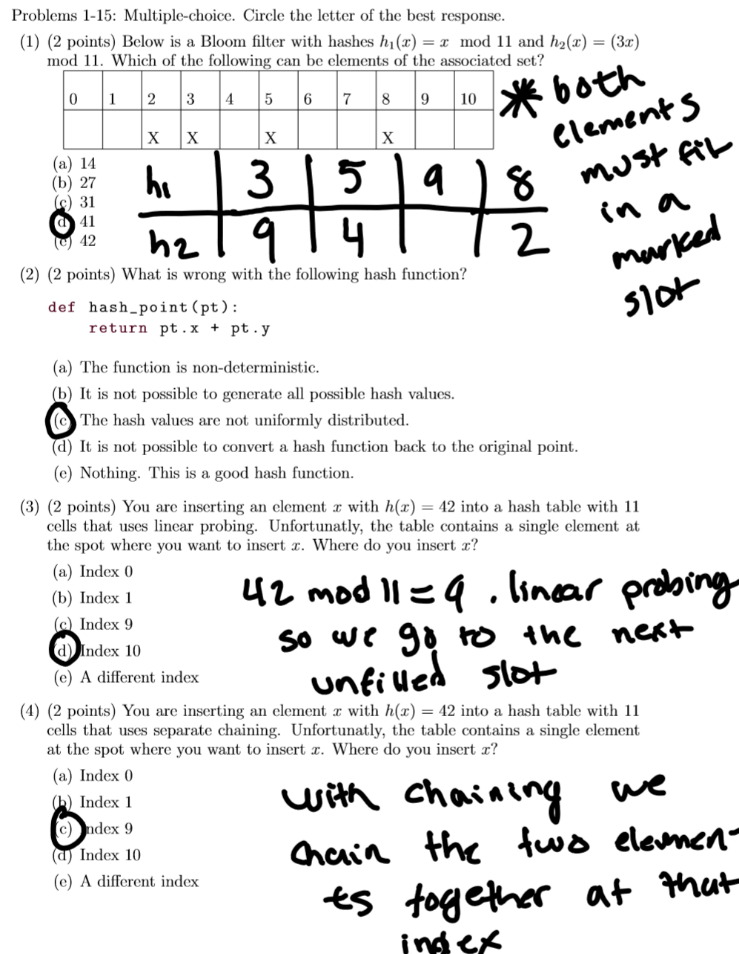 Problems 1-15: Multiple-choice. Circle the letter of the best response.
(1) (2 points) Below is a Bloom filter with hashes h₁(x) = x mod 11 and h₂(x) = (3x)
mod 11. Which of the following can be elements of the associated set?
0 1 2 3 4 5 6 7 8 9 10
X X X X
* both
elements
must fit
in a
marked
slot
(a) 14
(b) 27
(c) 31
(d) 41
(e) 42
h1 3 5 9 8
h2 9 4 2
(2) (2 points) What is wrong with the following hash function?
def hash_point(pt):
return pt.x + pt.y
(a) The function is non-deterministic.
(b) It is not possible to generate all possible hash values.
(c) The hash values are not uniformly distributed.
(d) It is not possible to convert a hash function back to the original point.
(e) Nothing. This is a good hash function.
(3) (2 points) You are inserting an element x with h(x) = 42 into a hash table with 11
cells that uses linear probing. Unfortunatly, the table contains a single element at
the spot where you want to insert x. Where do you insert x?
(a) Index 0
(b) Index 1
(c) Index 9
(d) Index 10
(e) A different index
42 mod 11 = 9 . linear probing
so we go to the next
unfilled slot
(4) (2 points) You are inserting an element x with h(x) = 42 into a hash table with 11
cells that uses separate chaining. Unfortunatly, the table contains a single element
at the spot where you want to insert x. Where do you insert x?
(a) Index 0
(b) Index 1
(c) Index 9
(d) Index 10
(e) A different index
with chaining we
chain the two elemen-
ts together at that
index